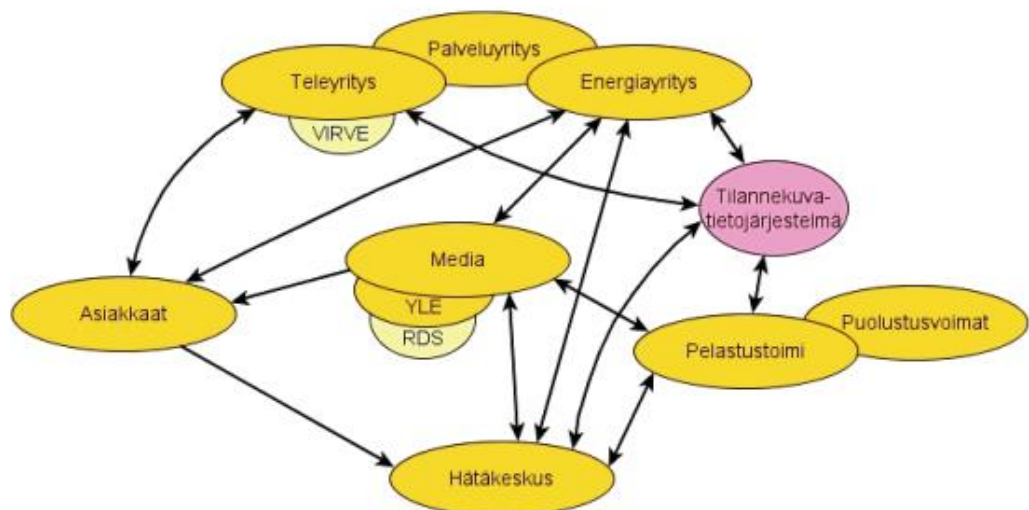 Palveluyritys
Teleyritys
Energiayritys
VIRVE
Tilannekuva-
tietojärjestelmä
Media
Asiakkaat
YLE
RDS
Puolustusvoimat
Pelastustoimi
Hätäkeskus